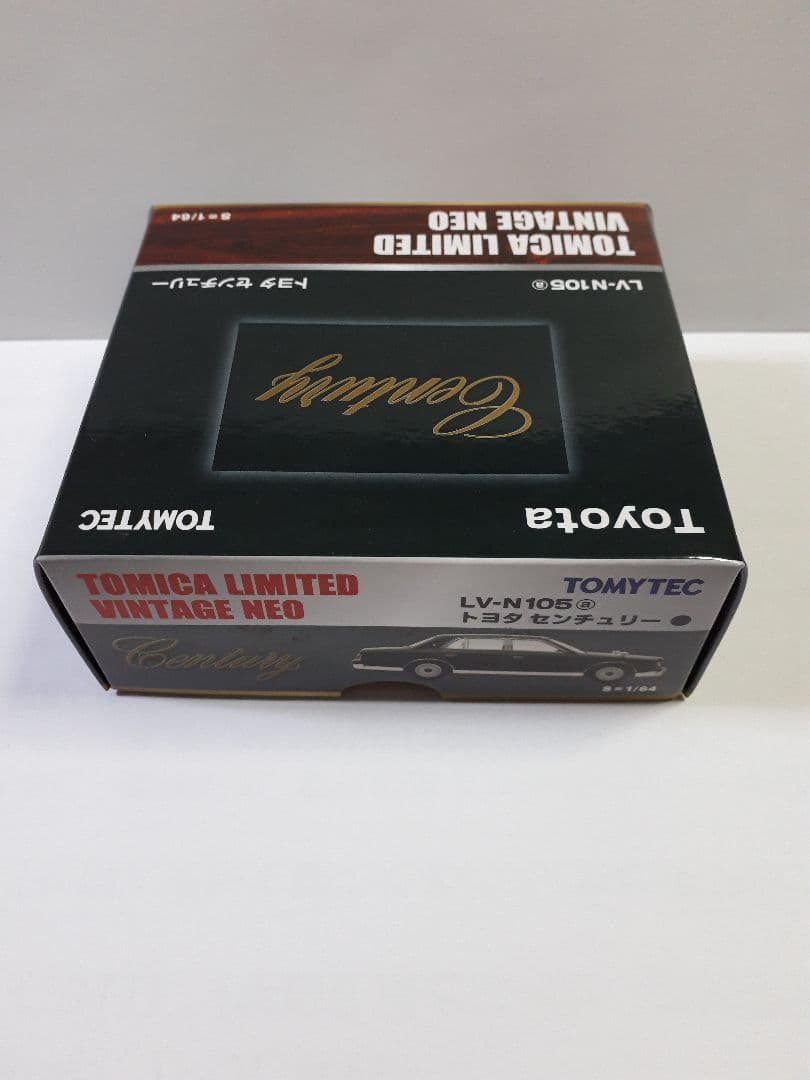 TOMICA LIMITED
VINTAGE NEO
S=1/64
LV-N105ⓐ
トヨタ センチュリー
Century
Toyota
TOMYTEC
TOMICA LIMITED
VINTAGE NEO
TOMYTEC
LV-N105ⓐ
トヨタ センチュリー ●
Century
S=1/64